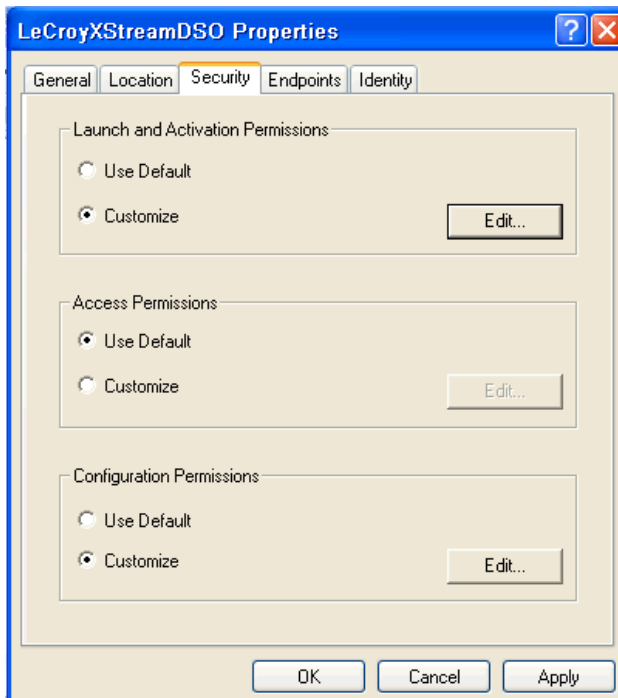 LeCroyXStreamDSO Properties
General Location Security Endpoints Identity
Launch and Activation Permissions
Use Default
Customize
Edit...
Access Permissions
Use Default
Customize
Edit...
Configuration Permissions
Use Default
Customize
Edit...
OK Cancel Apply